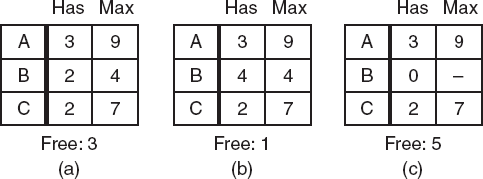 Has Max Has Max Has Max
A 3 9 A 3 9 A 3 9
B 2 4 B 4 4 B 0 –
C 2 7 C 2 7 C 2 7
Free: 3 Free: 1 Free: 5
(a) (b) (c)